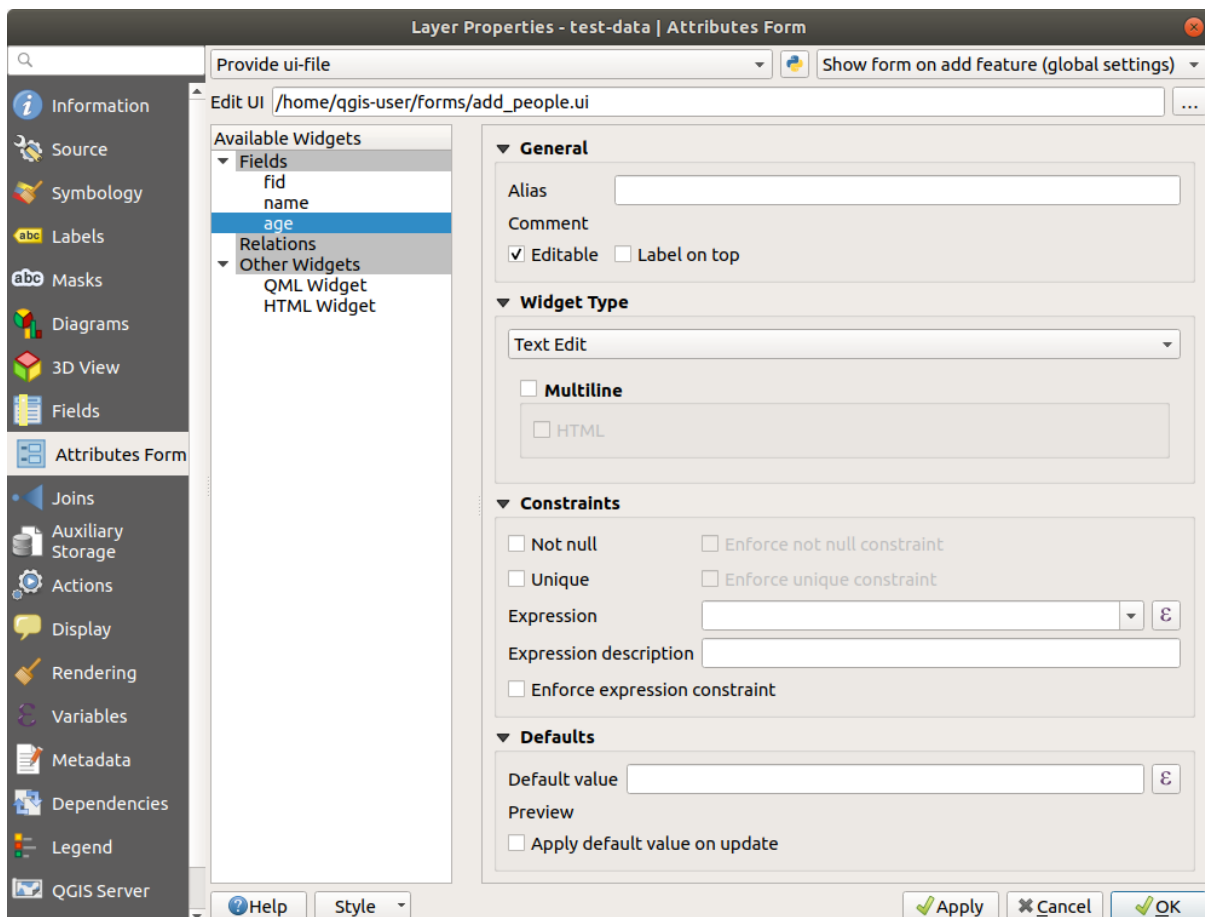 Layer Properties - test-data | Attributes Form
Provide ui-file
Show form on add feature (global settings)
Edit UI /home/qgis-user/forms/add_people.ui ...
Information
Source
Symbology
abc Labels
abc Masks
Diagrams
3D View
Fields
Attributes Form
Joins
Auxiliary
Storage
Actions
Display
Rendering
Variables
Metadata
Dependencies
Legend
QGIS Server
Available Widgets
Fields
fid
name
age
Relations
Other Widgets
QML Widget
HTML Widget
General
Alias
Comment
Editable Label on top
Widget Type
Text Edit
Multiline
HTML
Constraints
Not null Enforce not null constraint
Unique Enforce unique constraint
Expression ε
Expression description
Enforce expression constraint
Defaults
Default value ε
Preview
Apply default value on update
Help Style Apply Cancel OK